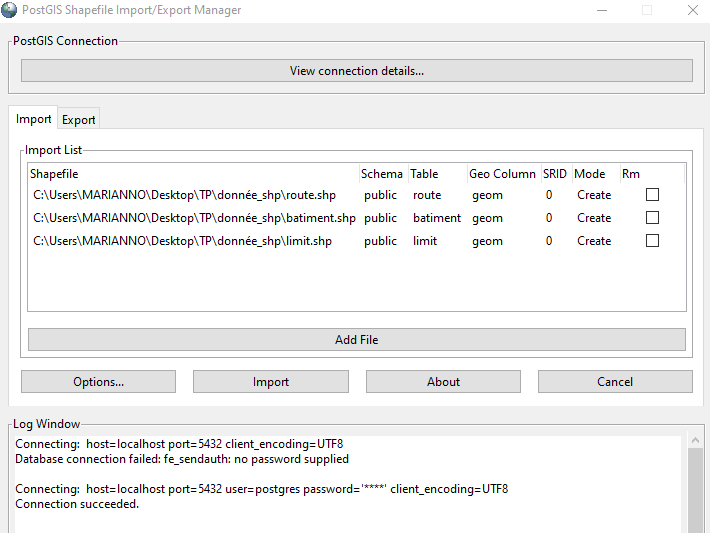 PostGIS Shapefile Import/Export Manager
PostGIS Connection
View connection details...
Import Export
Import List
Shapefile Schema Table Geo Column SRID Mode Rm
C:\Users\MARIANNO\Desktop\TP\donnée_shp\route.shp public route geom 0 Create
C:\Users\MARIANNO\Desktop\TP\donnée_shp\batiment.shp public batiment geom 0 Create
C:\Users\MARIANNO\Desktop\TP\donnée_shp\limit.shp public limit geom 0 Create
Add File
Options... Import About Cancel
Log Window
Connecting: host=localhost port=5432 client_encoding=UTF8
Database connection failed: fe_sendauth: no password supplied
Connecting: host=localhost port=5432 user=postgres password='****' client_encoding=UTF8
Connection succeeded.